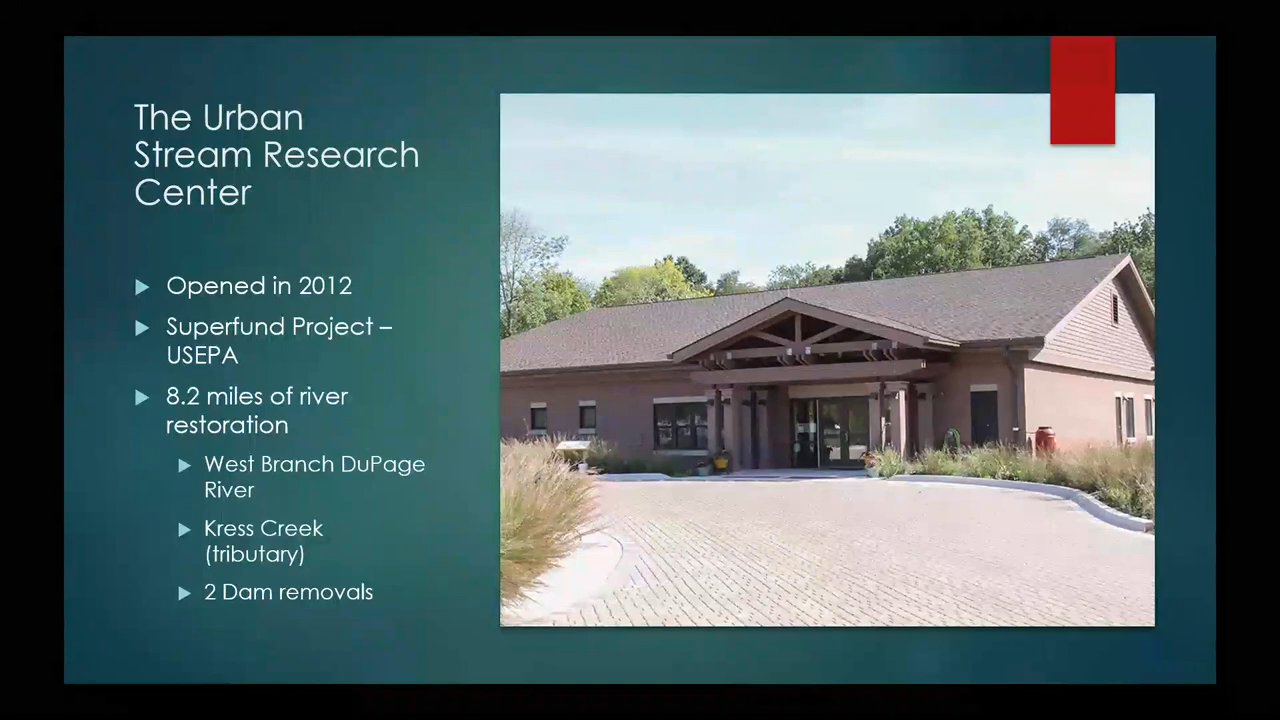 The Urban
Stream Research
Center
Opened in 2012
Superfund Project –
USEPA
8.2 miles of river
restoration
West Branch DuPage
River
Kress Creek
(tributary)
2 Dam removals